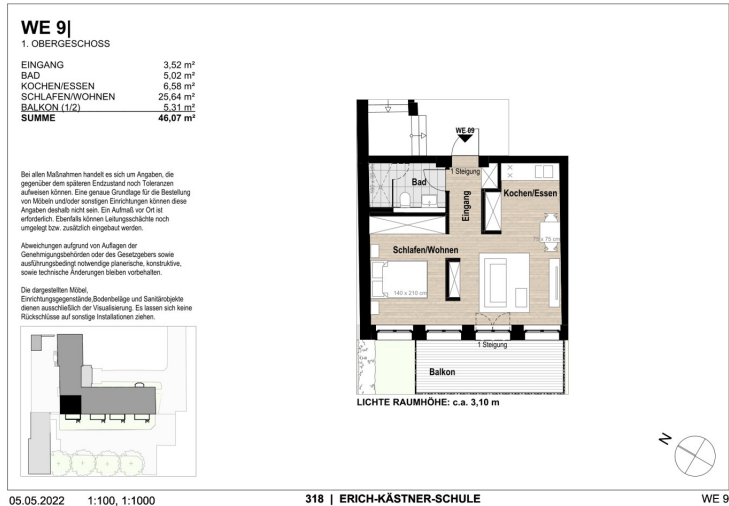 WE 9|
1. OBERGESCHOSS
EINGANG 3,52 m²
BAD 5,02 m²
KOCHEN/ESSEN 6,58 m²
SCHLAFEN/WOHNEN 25,64 m²
BALKON (1/2) 5,31 m²
SUMME 46,07 m²
Bei allen Maßnahmen handelt es sich um Angaben, die
gegenüber dem späteren Endzustand noch Toleranzen
aufweisen können. Eine genaue Grundlage für die Bestellung
von Möbeln und/oder sonstigen Einrichtungen können diese
Angaben deshalb nicht sein. Ein Aufmaß vor Ort ist
erforderlich. Ebenfalls können Leitungsschächte noch
umgelegt bzw. zusätzlich eingebaut werden.
Abweichungen aufgrund von Auflagen der
Genehmigungsbehörden oder des Gesetzgebers sowie
ausführungsbedingt notwendige planerische, konstruktive,
sowie technische Änderungen bleiben vorbehalten.
Die dargestellten Möbel,
Einrichtungsgegenstände,Bodenbeläge und Sanitärobjekte
dienen ausschließlich der Visualisierung. Es lassen sich keine
Rückschlüsse auf sonstige Installationen ziehen.
WE 09
1 Steigung
Bad
Eingang
Kochen/Essen
75 x 75 cm
Schlafen/Wohnen
140 x 210 cm
1 Steigung
Balkon
LICHTE RAUMHÖHE: c.a. 3,10 m
N
05.05.2022 1:100, 1:1000
318 | ERICH-KÄSTNER-SCHULE
WE 9